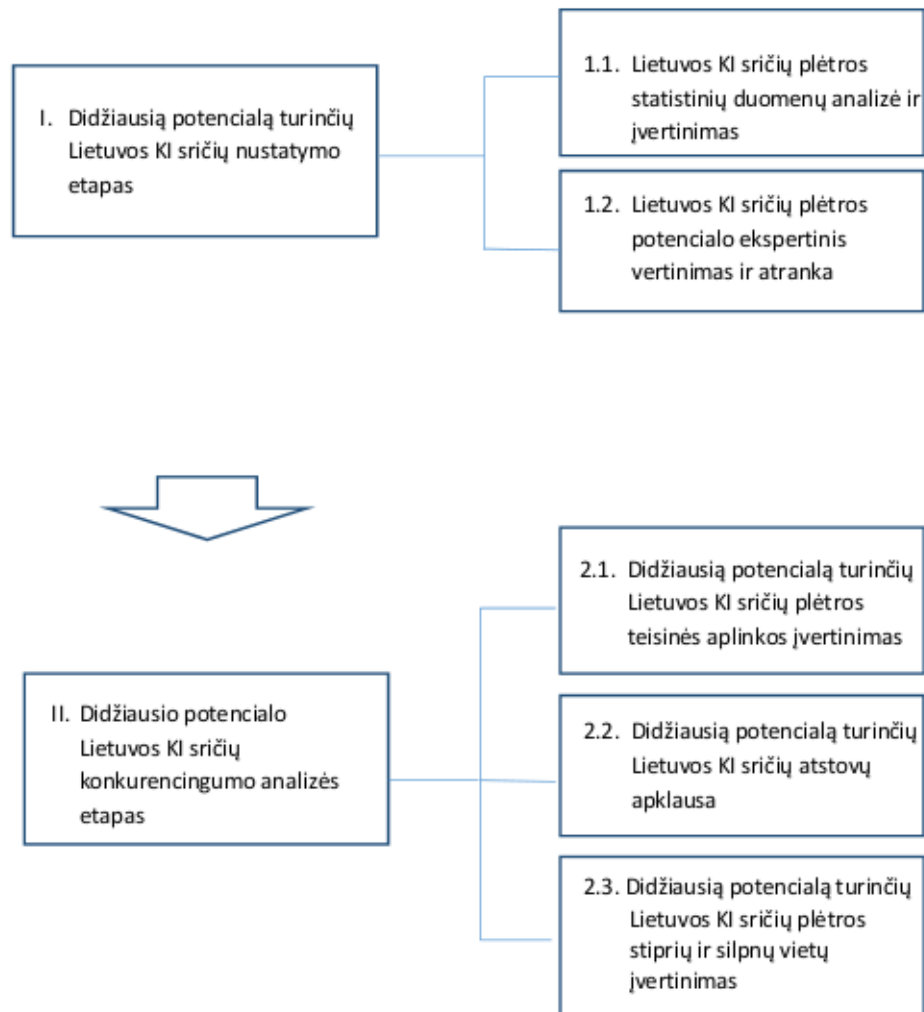 I. Didžiausią potencialą turinčių
Lietuvos KI sričių nustatymo
etapas
1.1. Lietuvos KI sričių plėtros
statistinių duomenų analizė ir
įvertinimas
1.2. Lietuvos KI sričių plėtros
potencialo ekspertinis
vertinimas ir atranka
II. Didžiausio potencialo
Lietuvos KI sričių
konkurencingumo analizės
etapas
2.1. Didžiausią potencialą turinčių
Lietuvos KI sričių plėtros
teisinės aplinkos įvertinimas
2.2. Didžiausią potencialą turinčių
Lietuvos KI sričių atstovų
apklausa
2.3. Didžiausią potencialą turinčių
Lietuvos KI sričių plėtros
stiprių ir silpnų vietų
įvertinimas